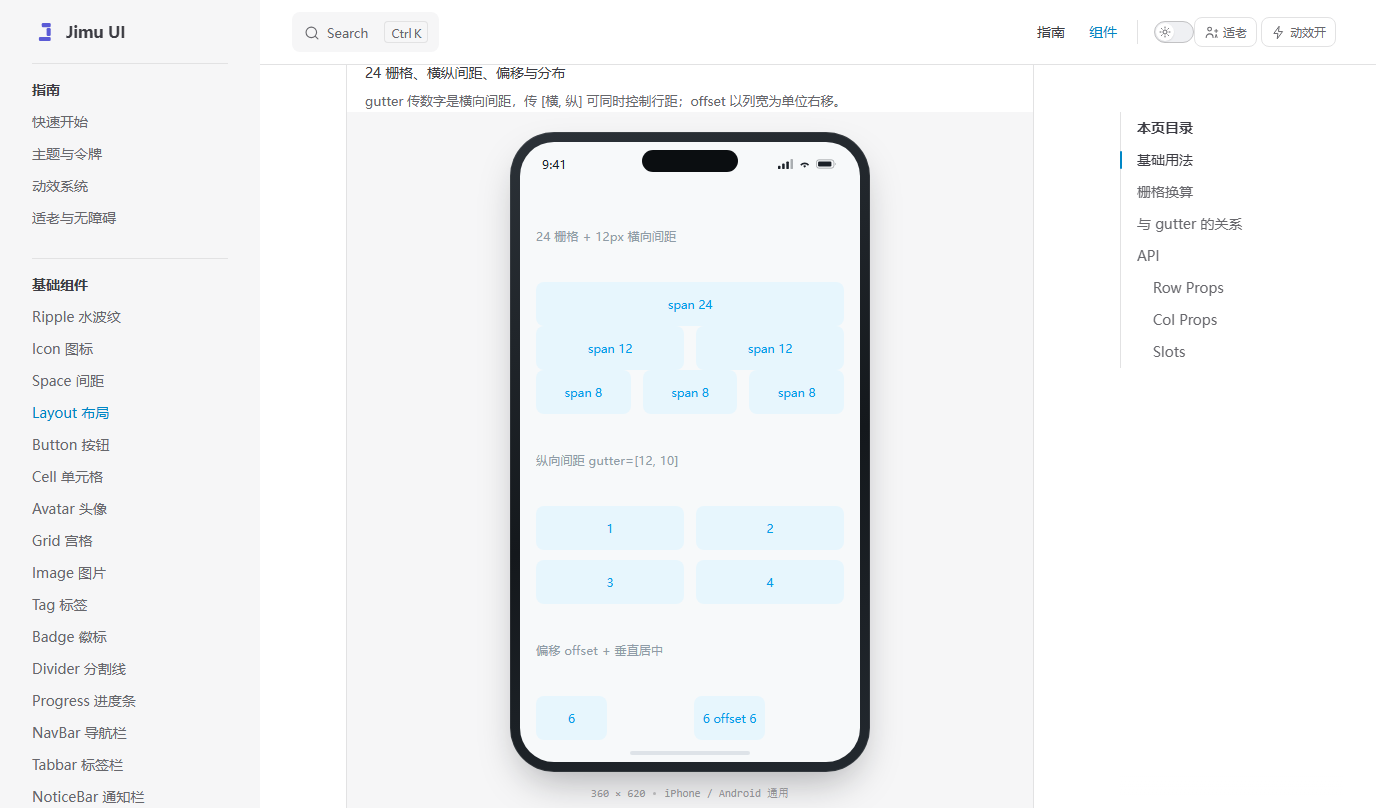 Jimu UI
Search
Ctrl K
指南
组件
适老
动效开
指南
快速开始
主题与令牌
动效系统
适老与无障碍
基础组件
Ripple 水波纹
Icon 图标
Space 间距
Layout 布局
Button 按钮
Cell 单元格
Avatar 头像
Grid 宫格
Image 图片
Tag 标签
Badge 徽标
Divider 分割线
Progress 进度条
NavBar 导航栏
Tabbar 标签栏
NoticeBar 通知栏
24 栅格、横纵间距、偏移与分布
gutter 传数字是横向间距，传 [横, 纵] 可同时控制行距；offset 以列宽为单位右移。
9:41
24 栅格 + 12px 横向间距
span 24
span 12
span 12
span 8
span 8
span 8
纵向间距 gutter=[12, 10]
1
2
3
4
偏移 offset + 垂直居中
6
6 offset 6
360 × 620 · iPhone / Android 通用
本页目录
基础用法
栅格换算
与 gutter 的关系
API
Row Props
Col Props
Slots